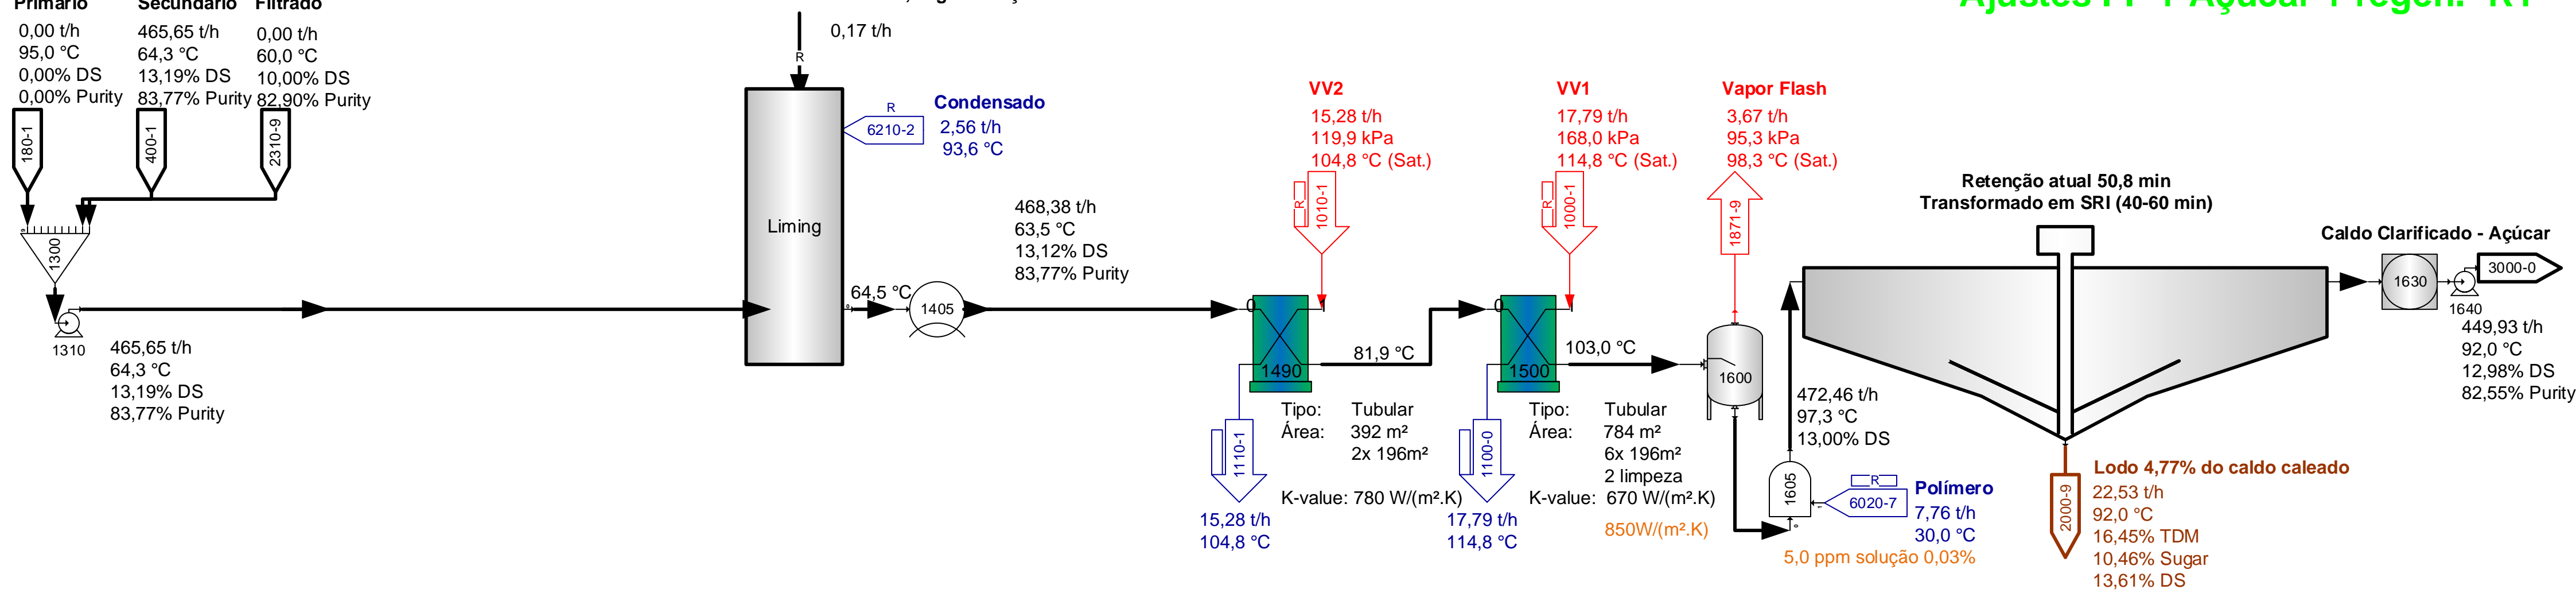 Primário
0,00 t/h
95,0 °C
0,00% DS
0,00% Purity
Secundário
465,65 t/h
64,3 °C
13,19% DS
83,77% Purity
Filtrado
0,00 t/h
60,0 °C
10,00% DS
82,90% Purity
180-1
400-1
2310-9
1300
1310
465,65 t/h
64,3 °C
13,19% DS
83,77% Purity
0,17 t/h
R
Liming
R
6210-2
Condensado
2,56 t/h
93,6 °C
64,5 °C
1405
468,38 t/h
63,5 °C
13,12% DS
83,77% Purity
VV2
15,28 t/h
119,9 kPa
104,8 °C (Sat.)
R
1010-1
0
1
1490
81,9 °C
1110-1
15,28 t/h
104,8 °C
Tipo: Tubular
Área: 392 m²
2x 196m²
K-value: 780 W/(m².K)
VV1
17,79 t/h
168,0 kPa
114,8 °C (Sat.)
R
1000-1
0
1
1500
103,0 °C
1100-0
17,79 t/h
114,8 °C
Tipo: Tubular
Área: 784 m²
6x 196m²
2 limpeza
K-value: 670 W/(m².K)
850W/(m².K)
Vapor Flash
3,67 t/h
95,3 kPa
98,3 °C (Sat.)
1871-9
1600
472,46 t/h
97,3 °C
13,00% DS
1605
R
6020-7
Polímero
7,76 t/h
30,0 °C
5,0 ppm solução 0,03%
Retenção atual 50,8 min
Transformado em SRI (40-60 min)
2000-9
Lodo 4,77% do caldo caleado
22,53 t/h
92,0 °C
16,45% TDM
10,46% Sugar
13,61% DS
Caldo Clarificado - Açúcar
1630
3000-0
1640
449,93 t/h
92,0 °C
12,98% DS
82,55% Purity